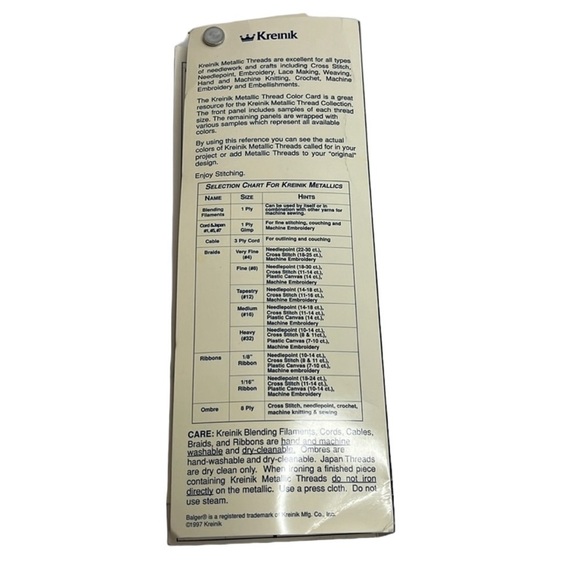 Kreinik
Kreinik Metallic Threads are excellent for all types
of needlework and crafts including Cross Stitch,
Needlepoint, Embroidery, Lace Making, Weaving,
Hand and Machine Knitting, Crochet, Machine
Embroidery and Embellishments.
The Kreinik Metallic Thread Color Card is a great
resource for the Kreinik Metallic Thread Collection.
The front panel includes samples of each thread
size. The remaining panels are wrapped with
various samples which represent all available
colors.
By using this reference you can see the actual
colors of Kreinik Metallic Threads called for in your
project or add Metallic Threads to your "original"
design.
Enjoy Stitching.
SELECTION CHART FOR KREINIK METALLICS
NAME SIZE HINTS
Blending Filaments 1 Ply Can be used by itself or in
combination with other yarns for
machine sewing.
Cord & Japan #1, #5, #7 1 Ply Gimp For fine stitching, couching and
Machine Embroidery
Cable 3 Ply Cord For outlining and couching
Braids Very Fine (#4) Needlepoint (22-30 ct.),
Cross Stitch (18-25 ct.),
Machine Embroidery
Fine (#8) Needlepoint (18-30 ct.),
Cross Stitch (11-14 ct.),
Plastic Canvas (14 ct.),
Machine Embroidery
Tapestry (#12) Needlepoint (14-18 ct.),
Cross Stitch (11-16 ct.),
Machine Embroidery
Medium (#16) Needlepoint (14-18 ct.),
Cross Stitch (11-14 ct.),
Plastic Canvas (14 ct.),
Machine Embroidery
Heavy (#32) Needlepoint (10-14 ct.),
Cross Stitch (8 & 11ct.),
Plastic Canvas (7-10 ct.),
Machine Embroidery
Ribbons 1/8" Ribbon Needlepoint (10-14 ct.),
Cross Stitch (8 & 11 ct.),
Plastic Canvas (7-10 ct.),
machine Embroidery
1/16" Ribbon Needlepoint (18-24 ct.),
Cross Stitch (11-14 ct.),
Plastic Canvas (10-14 ct.),
Machine Embroidery
Ombre 8 Ply Cross Stitch, needlepoint, crochet,
machine knitting & sewing
CARE: Kreinik Blending Filaments, Cords, Cables,
Braids, and Ribbons are hand and machine
washable and dry-cleanable. Ombres are
hand-washable and dry-cleanable. Japan Threads
are dry clean only. When ironing a finished piece
containing Kreinik Metallic Threads do not iron
directly on the metallic. Use a press cloth. Do not
use steam.
Balger® is a registered trademark of Kreinik Mfg. Co., Inc.
©1997 Kreinik